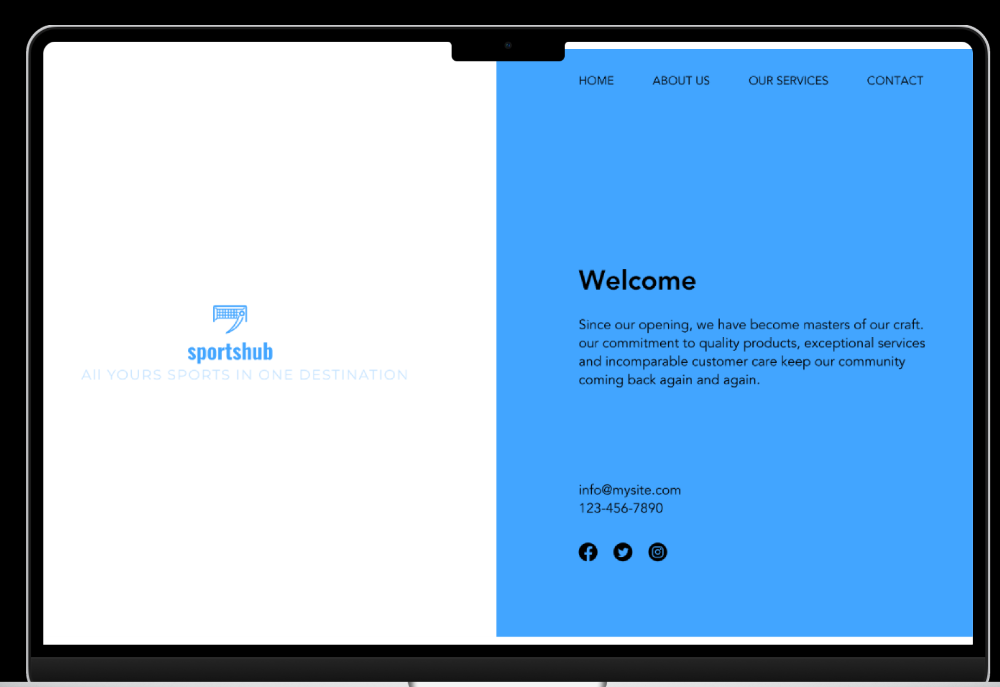 HOME ABOUT US OUR SERVICES CONTACT
sportshub
All YOURS SPORTS IN ONE DESTINATION
Welcome
Since our opening, we have become masters of our craft.
our commitment to quality products, exceptional services
and incomparable customer care keep our community
coming back again and again.
info@mysite.com
123-456-7890